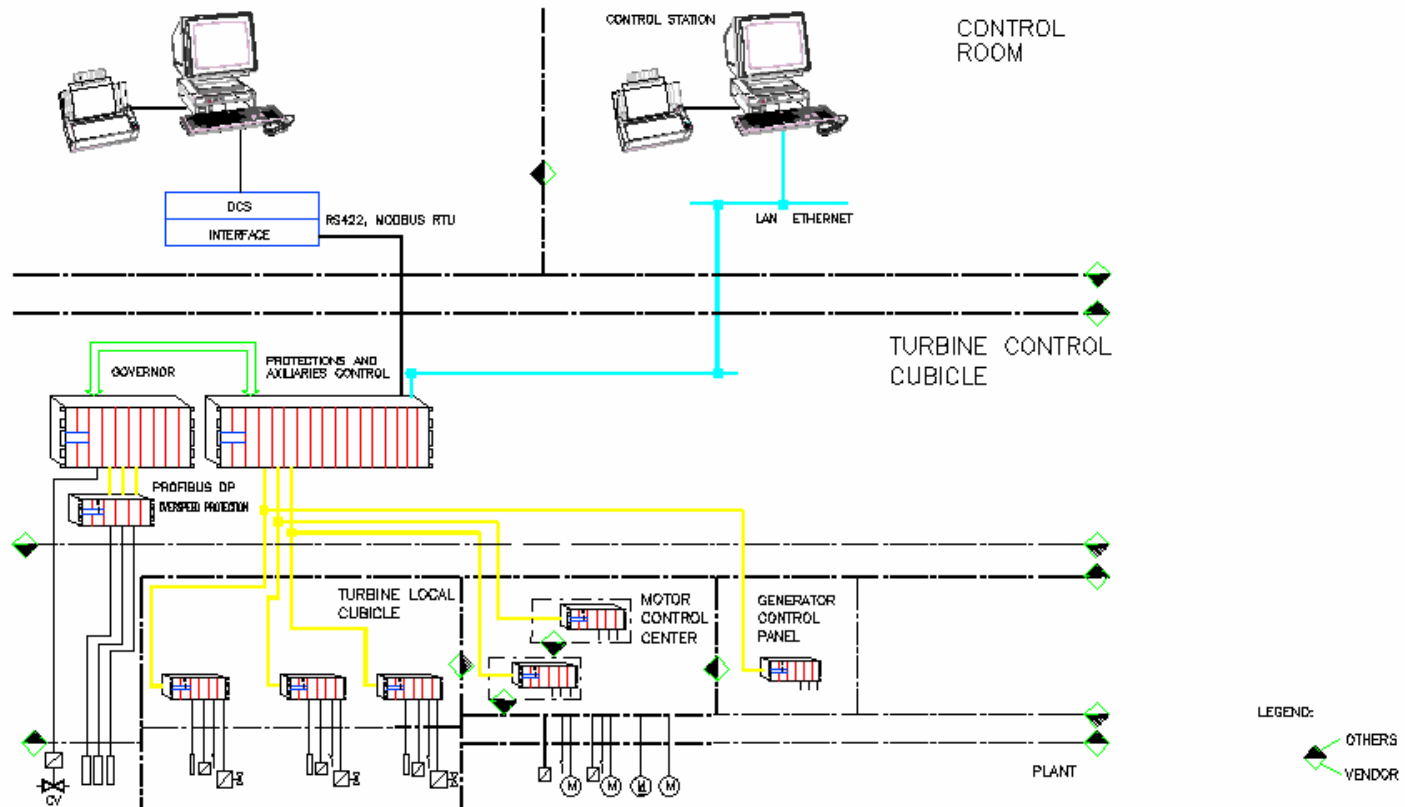 CONTROL STATION
CONTROL
ROOM
DCS
INTERFACE
RS422, MODBUS RTU
LAN ETHERNET
TURBINE CONTROL
CUBICLE
GOVERNOR
PROTECTIONS AND
AXILIARIES CONTROL
PROFIBUS DP
OVERSPEED PROTECTION
TURBINE LOCAL
CUBICLE
MOTOR
CONTROL
CENTER
GENERATOR
CONTROL
PANEL
LEGEND:
OTHERS
VENDOR
PLANT
M M M M
CV